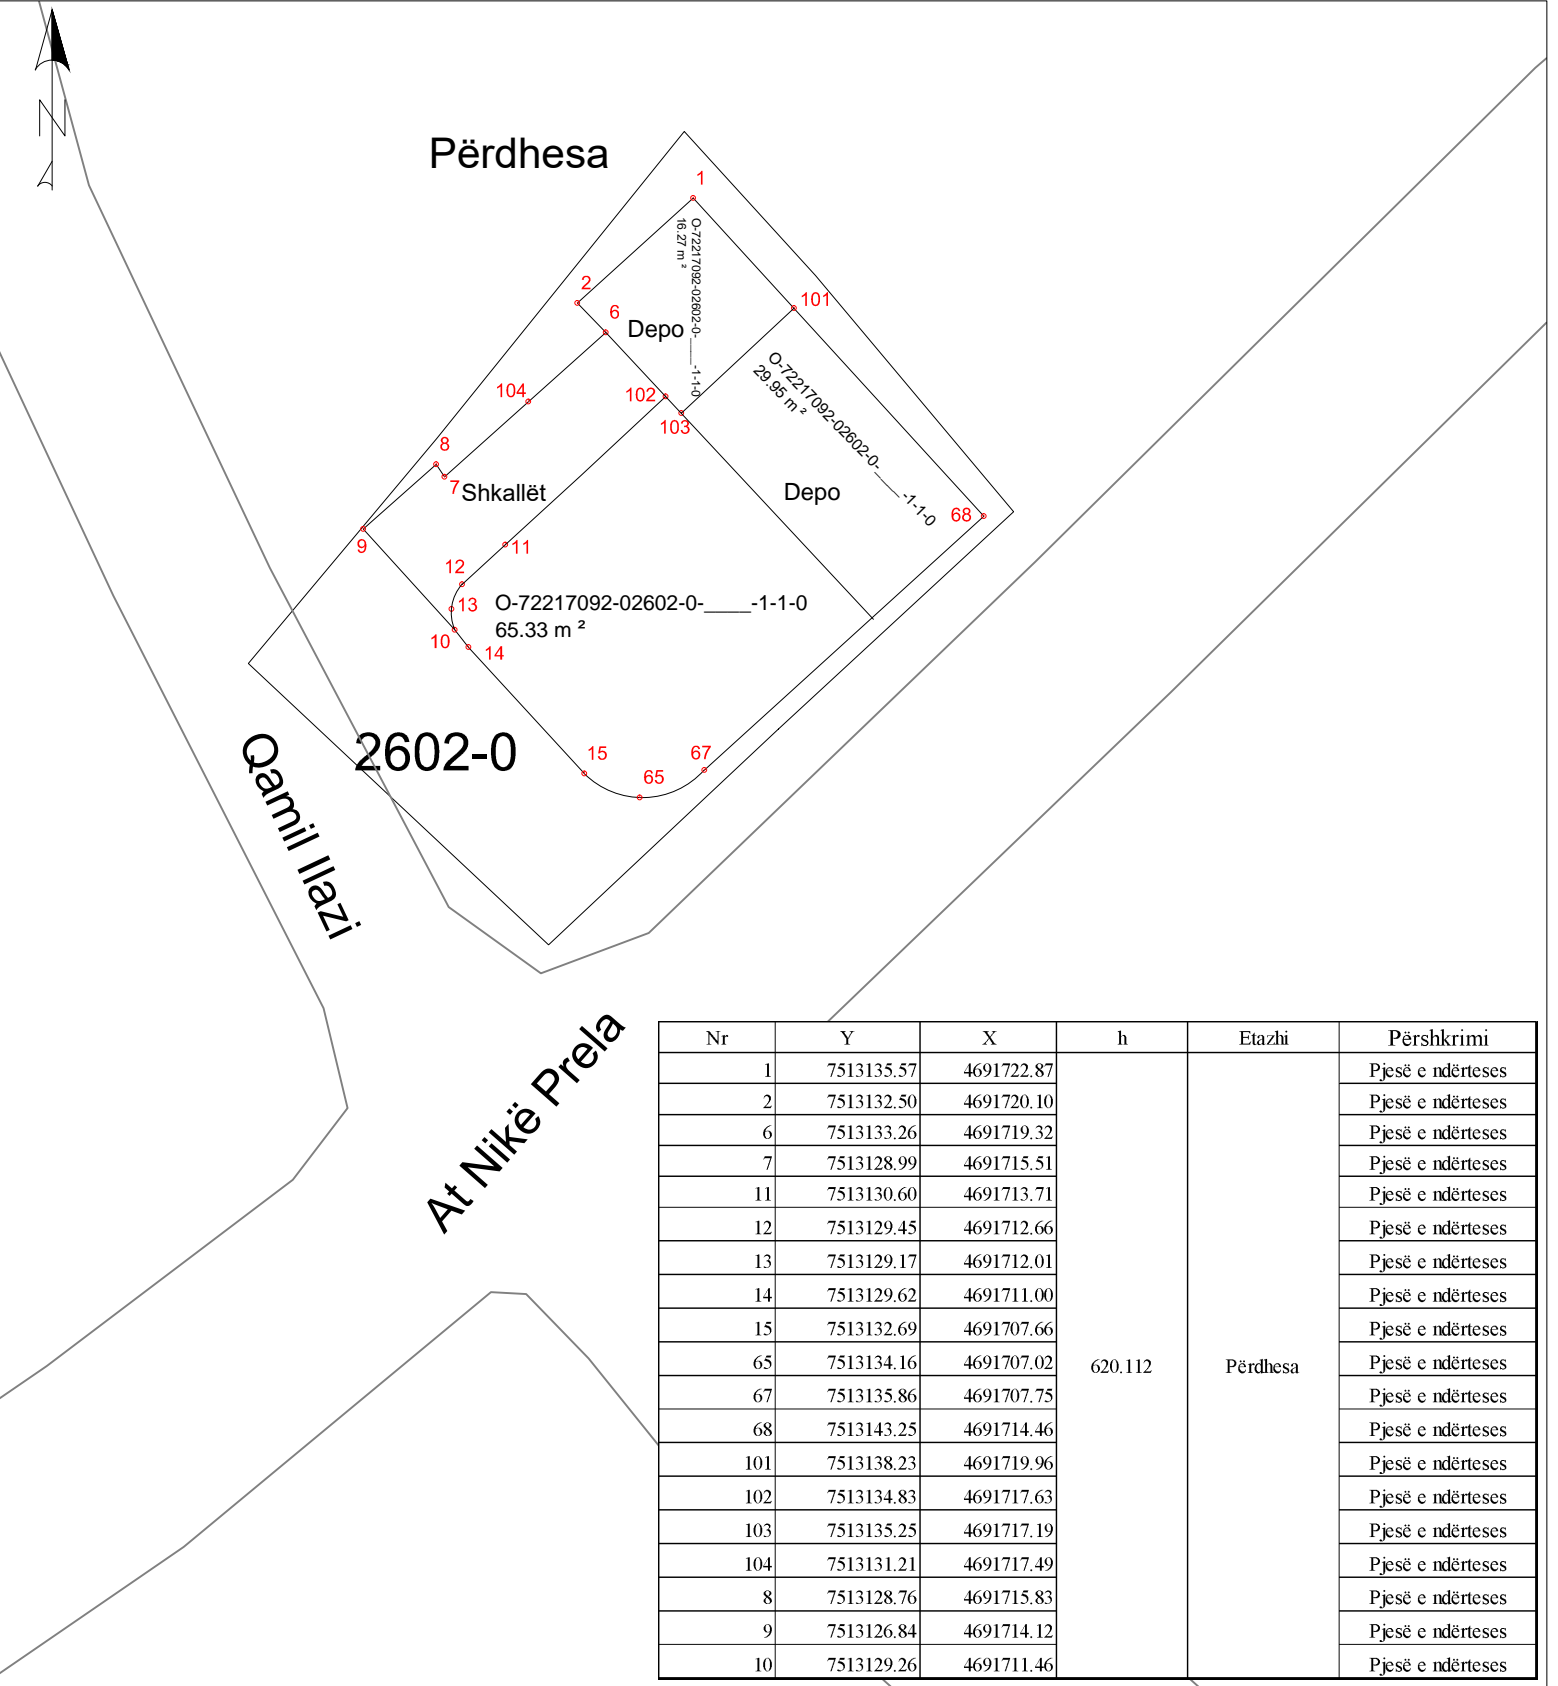 N
Përdhesa
1
O-72217092-02602-0-____-1-1-0
16.27 m ²
2
101
6
Depo
O-72217092-02602-0-____-1-1-0
29.95 m ²
104
102
103
8
7
Shkallët
Depo
68
9
11
12
13
O-72217092-02602-0-____-1-1-0
65.33 m ²
10
14
2602-0
15
67
65
Qamil Ilazi
At Nikë Prela
Nr Y X h Etazhi Përshkrimi
1 7513135.57 4691722.87 Pjesë e ndërteses
2 7513132.50 4691720.10 Pjesë e ndërteses
6 7513133.26 4691719.32 Pjesë e ndërteses
7 7513128.99 4691715.51 Pjesë e ndërteses
11 7513130.60 4691713.71 Pjesë e ndërteses
12 7513129.45 4691712.66 Pjesë e ndërteses
13 7513129.17 4691712.01 Pjesë e ndërteses
14 7513129.62 4691711.00 Pjesë e ndërteses
15 7513132.69 4691707.66 Pjesë e ndërteses
65 7513134.16 4691707.02 620.112 Përdhesa Pjesë e ndërteses
67 7513135.86 4691707.75 Pjesë e ndërteses
68 7513143.25 4691714.46 Pjesë e ndërteses
101 7513138.23 4691719.96 Pjesë e ndërteses
102 7513134.83 4691717.63 Pjesë e ndërteses
103 7513135.25 4691717.19 Pjesë e ndërteses
104 7513131.21 4691717.49 Pjesë e ndërteses
8 7513128.76 4691715.83 Pjesë e ndërteses
9 7513126.84 4691714.12 Pjesë e ndërteses
10 7513129.26 4691711.46 Pjesë e ndërteses